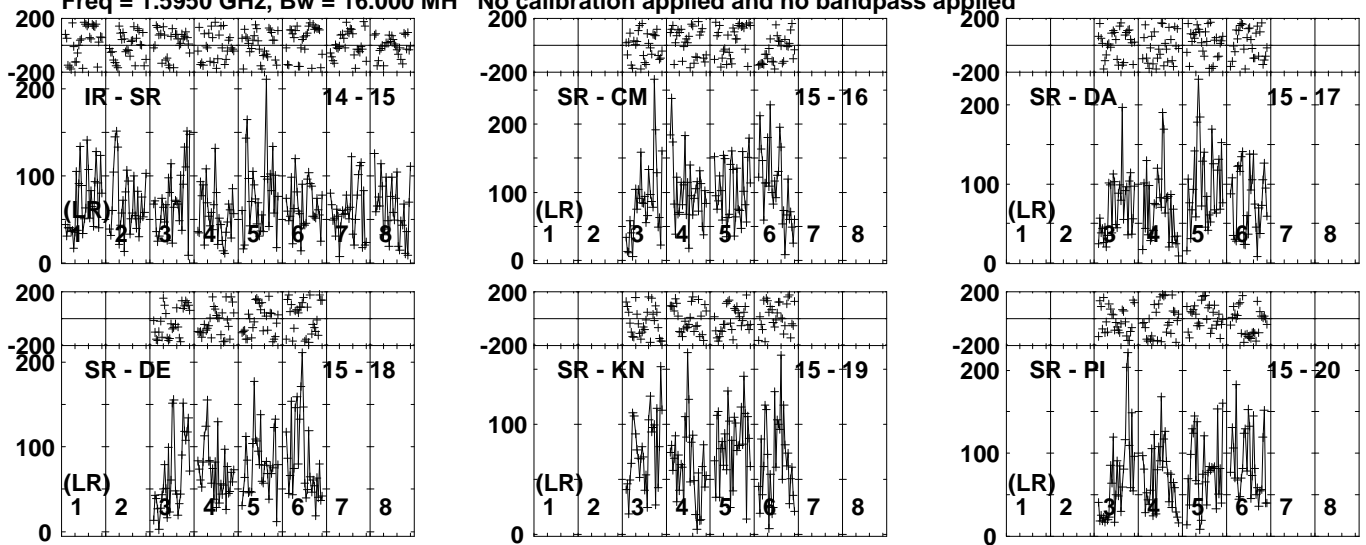 Freq = 1.5950 GHz, Bw = 16.000 MH No calibration applied and no bandpass applied
200
-200
200
100
0
IR - SR 14 - 15
(LR)
1 2 3 4 5 6 7 8
200
-200
200
100
0
SR - CM 15 - 16
(LR)
1 2 3 4 5 6 7 8
200
-200
200
100
0
SR - DA 15 - 17
(LR)
1 2 3 4 5 6 7 8
200
-200
200
100
0
SR - DE 15 - 18
(LR)
1 2 3 4 5 6 7 8
200
-200
100
0
SR - KN 15 - 19
(LR)
1 2 3 4 5 6 7 8
200
-200
200
100
0
SR - PI 15 - 20
(LR)
1 2 3 4 5 6 7 8